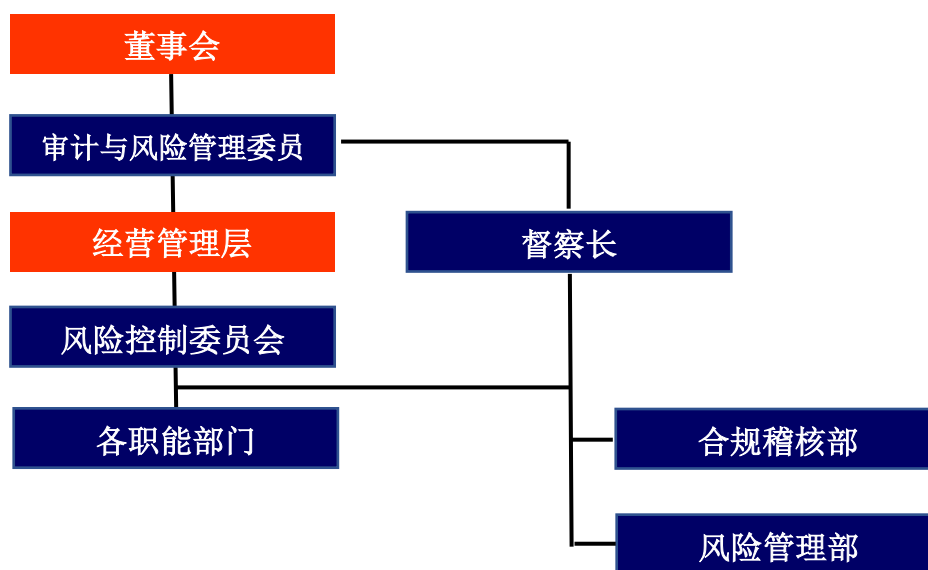 董事会
审计与风险管理委员
经营管理层
督察长
风险控制委员会
各职能部门
合规稽核部
风险管理部